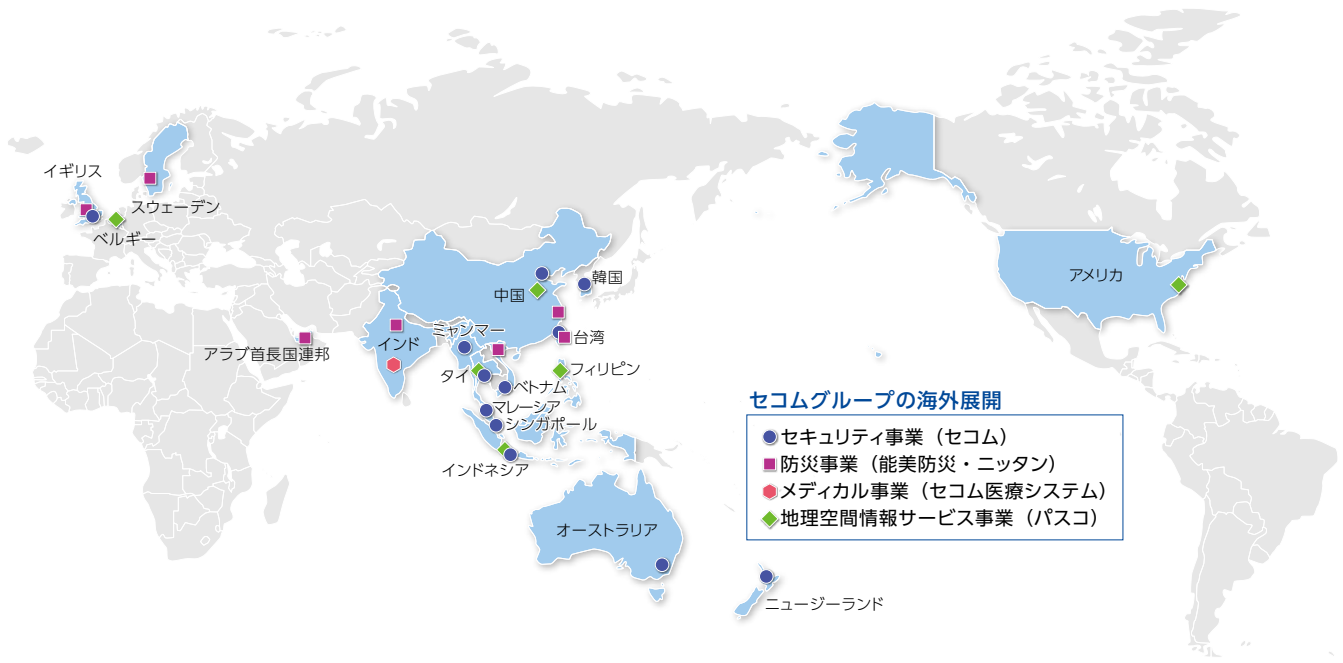 イギリス
スウェーデン
ベルギー
アラブ首長国連邦
インド
中国
韓国
ミャンマー
台湾
タイ
フィリピン
ベトナム
マレーシア
シンガポール
インドネシア
オーストラリア
ニュージーランド
アメリカ
セコムグループの海外展開
セキュリティ事業（セコム）
防災事業（能美防災・ニッタン）
メディカル事業（セコム医療システム）
地理空間情報サービス事業（パスコ）